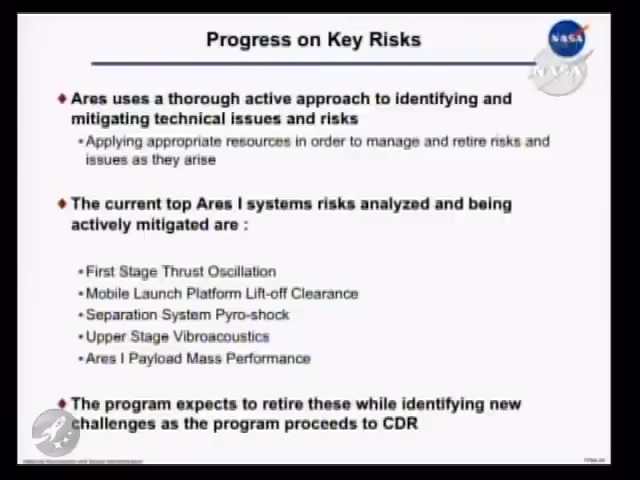 Progress on Key Risks
NASA
NASA
Ares uses a thorough active approach to identifying and
mitigating technical issues and risks
Applying appropriate resources in order to manage and retire risks and
issues as they arise
The current top Ares I systems risks analyzed and being
actively mitigated are :
First Stage Thrust Oscillation
Mobile Launch Platform Lift-off Clearance
Separation System Pyro-shock
Upper Stage Vibroacoustics
Ares I Payload Mass Performance
The program expects to retire these while identifying new
challenges as the program proceeds to CDR